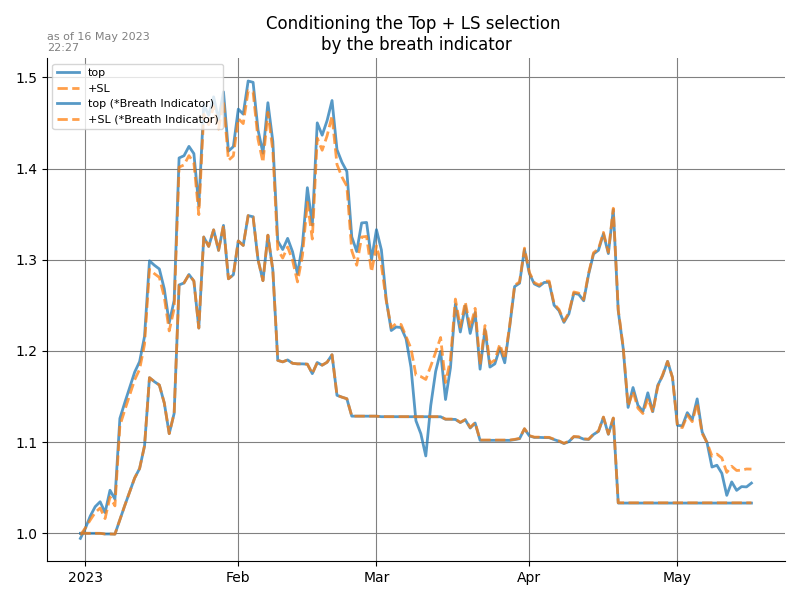 Conditioning the Top + LS selection
by the breath indicator
as of 16 May 2023
22:27
top
+SL
top (*Breath Indicator)
+SL (*Breath Indicator)
1.5
1.4
1.3
1.2
1.1
1.0
2023 Feb Mar Apr May